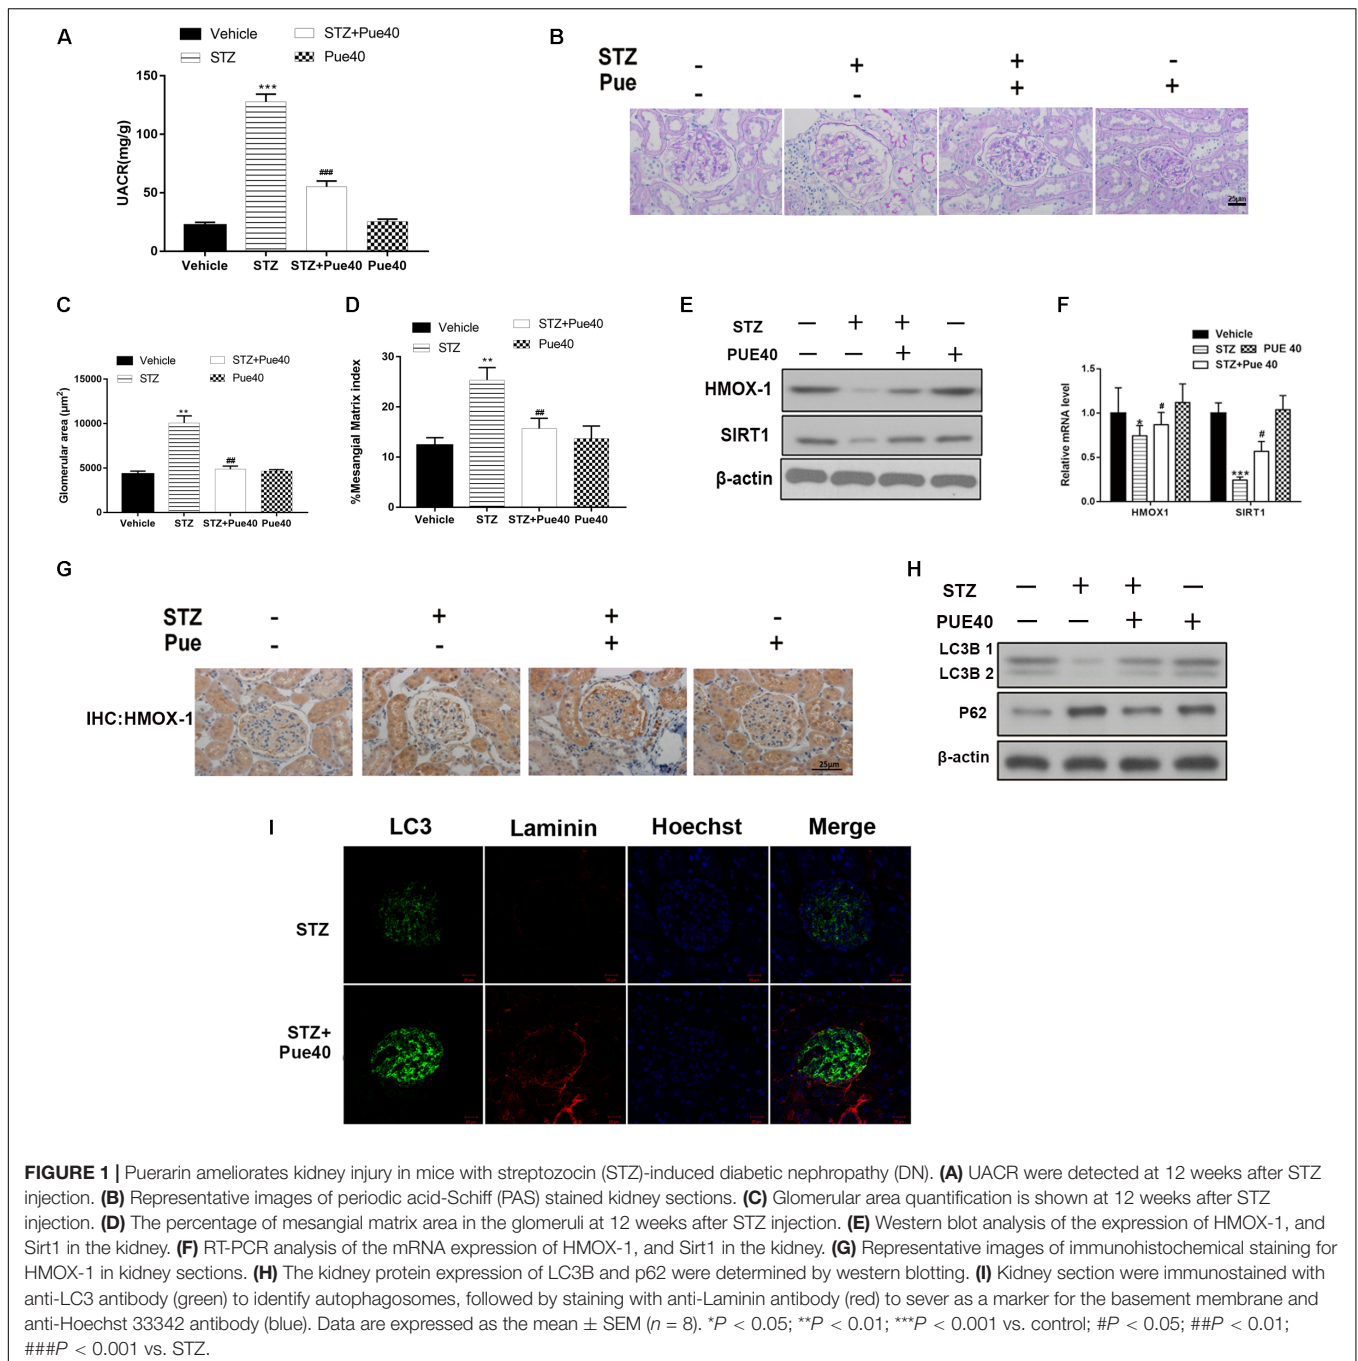 A
Vehicle
STZ+Pue40
STZ
Pue40
UACR(mg/g)
150
100
50
0
***
###
Vehicle STZ STZ+Pue40 Pue40
B
STZ - + + -
Pue - - + +
25μm
C
Vehicle
STZ+Pue40
STZ
Pue40
Glomerular area (μm²)
15000
10000
5000
0
**
##
Vehicle STZ STZ+Pue40 Pue40
D
Vehicle
STZ+Pue40
STZ
Pue40
%Mesangial Matrix index
30
20
10
0
**
##
Vehicle STZ STZ+Pue40 Pue40
E
STZ — + + —
PUE40 — — + +
HMOX-1
SIRT1
β-actin
F
Vehicle
STZ PUE 40
STZ+Pue 40
Relative mRNA level
1.5
1.0
0.5
0.0
*
#
***
#
HMOX1 SIRT1
G
STZ - + + -
Pue - - + +
IHC:HMOX-1
25μm
H
STZ — + + —
PUE40 — — + +
LC3B 1
LC3B 2
P62
β-actin
I
LC3 Laminin Hoechst Merge
STZ
STZ+
Pue40
FIGURE 1 | Puerarin ameliorates kidney injury in mice with streptozocin (STZ)-induced diabetic nephropathy (DN). (A) UACR were detected at 12 weeks after STZ
injection. (B) Representative images of periodic acid-Schiff (PAS) stained kidney sections. (C) Glomerular area quantification is shown at 12 weeks after STZ
injection. (D) The percentage of mesangial matrix area in the glomeruli at 12 weeks after STZ injection. (E) Western blot analysis of the expression of HMOX-1, and
Sirt1 in the kidney. (F) RT-PCR analysis of the mRNA expression of HMOX-1, and Sirt1 in the kidney. (G) Representative images of immunohistochemical staining for
HMOX-1 in kidney sections. (H) The kidney protein expression of LC3B and p62 were determined by western blotting. (I) Kidney section were immunostained with
anti-LC3 antibody (green) to identify autophagosomes, followed by staining with anti-Laminin antibody (red) to sever as a marker for the basement membrane and
anti-Hoechst 33342 antibody (blue). Data are expressed as the mean ± SEM (n = 8). *P < 0.05; **P < 0.01; ***P < 0.001 vs. control; #P < 0.05; ##P < 0.01;
###P < 0.001 vs. STZ.